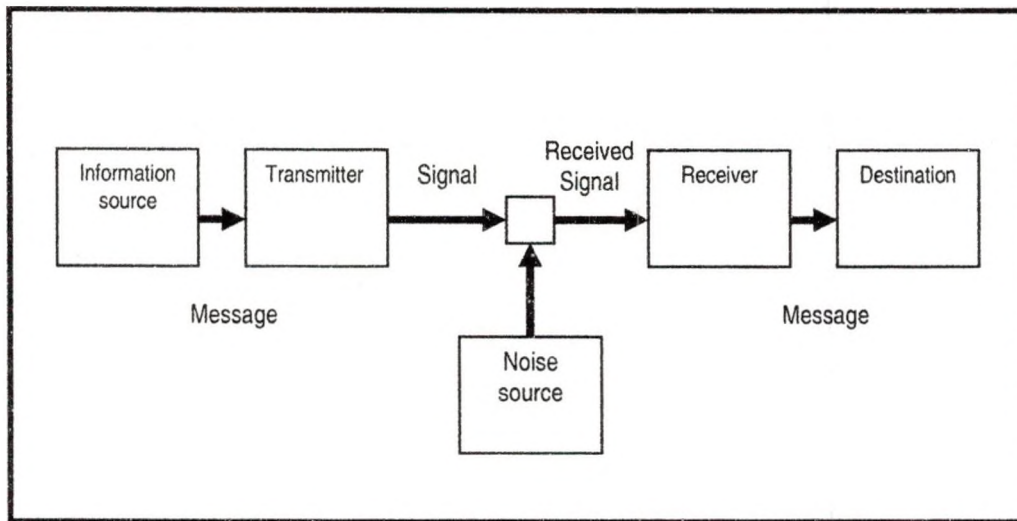 Information
source
Transmitter
Signal
Received
Signal
Receiver
Destination
Message
Message
Noise
source